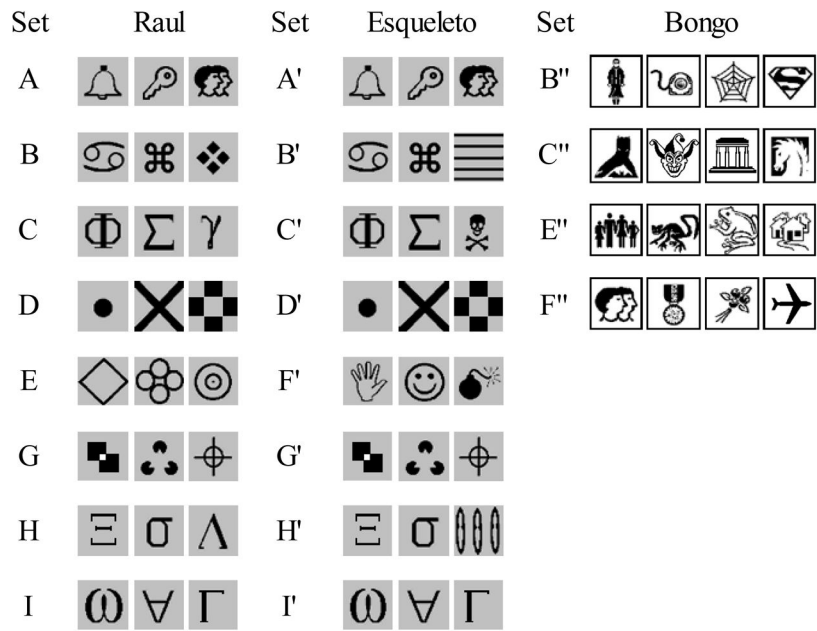 Set Raul Set Esqueleto Set Bongo
A A' B''
B B' C''
C Φ Σ γ C' Φ Σ E''
D D' F''
E F'
G G'
H Ξ σ Λ H' Ξ σ
I ω ∀ Γ I' ω ∀ Γ